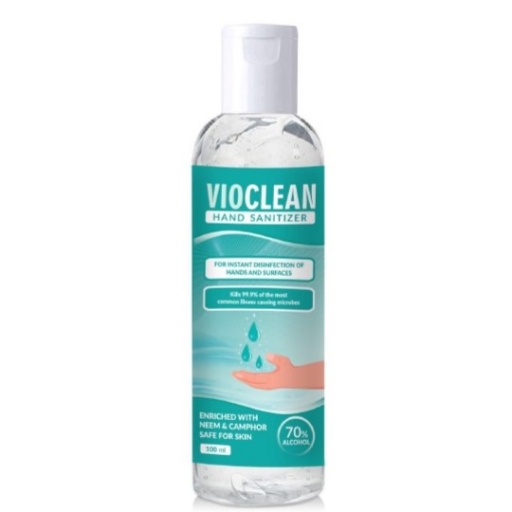 VIOCLEAN
HAND SANITIZER
FOR INSTANT DISINFECTION OF
HANDS AND SURFACES
Kills 99.9% of the most
common illness causing microbes
ENRICHED WITH
NEEM & CAMPHOR
SAFE FOR SKIN
70%
ALCOHOL
100 ml